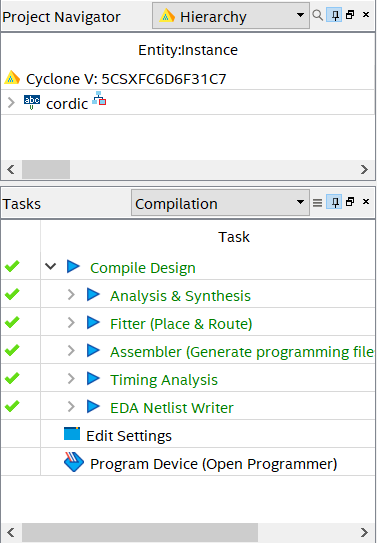 Project Navigator
Hierarchy
Entity:Instance
Cyclone V: 5CSXFC6D6F31C7
abc cordic
Tasks
Compilation
Task
Compile Design
Analysis & Synthesis
Fitter (Place & Route)
Assembler (Generate programming file
Timing Analysis
EDA Netlist Writer
Edit Settings
Program Device (Open Programmer)